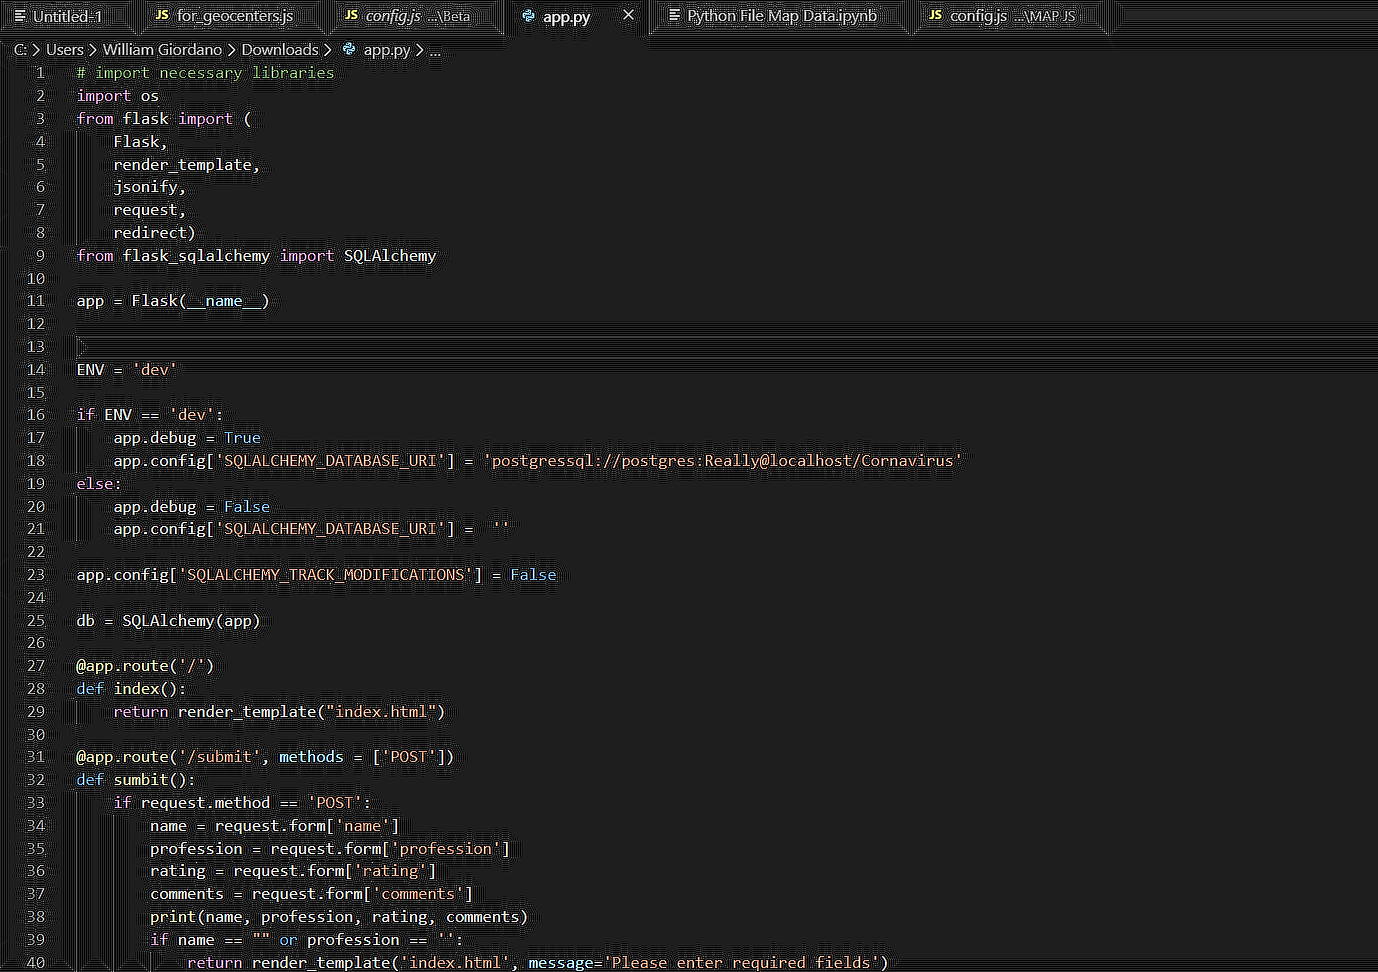 Untitled-1 JS for_geocenters.js JS config.js ...\Beta app.py × Python File Map Data.ipynb JS config.js ...\MAP JS
C: > Users > William Giordano > Downloads > app.py > ...
1 # import necessary libraries
2 import os
3 from flask import (
4     Flask,
5     render_template,
6     jsonify,
7     request,
8     redirect)
9 from flask_sqlalchemy import SQLAlchemy
10
11 app = Flask(__name__)
12
13
14 ENV = 'dev'
15
16 if ENV == 'dev':
17     app.debug = True
18     app.config['SQLALCHEMY_DATABASE_URI'] = 'postgressql://postgres:Really@localhost/Cornavirus'
19 else:
20     app.debug = False
21     app.config['SQLALCHEMY_DATABASE_URI'] =  ''
22
23 app.config['SQLALCHEMY_TRACK_MODIFICATIONS'] = False
24
25 db = SQLAlchemy(app)
26
27 @app.route('/')
28 def index():
29     return render_template("index.html")
30
31 @app.route('/submit', methods = ['POST'])
32 def sumbit():
33     if request.method == 'POST':
34         name = request.form['name']
35         profession = request.form['profession']
36         rating = request.form['rating']
37         comments = request.form['comments']
38         print(name, profession, rating, comments)
39         if name == "" or profession == '':
40             return render_template('index.html', message='Please enter required fields')